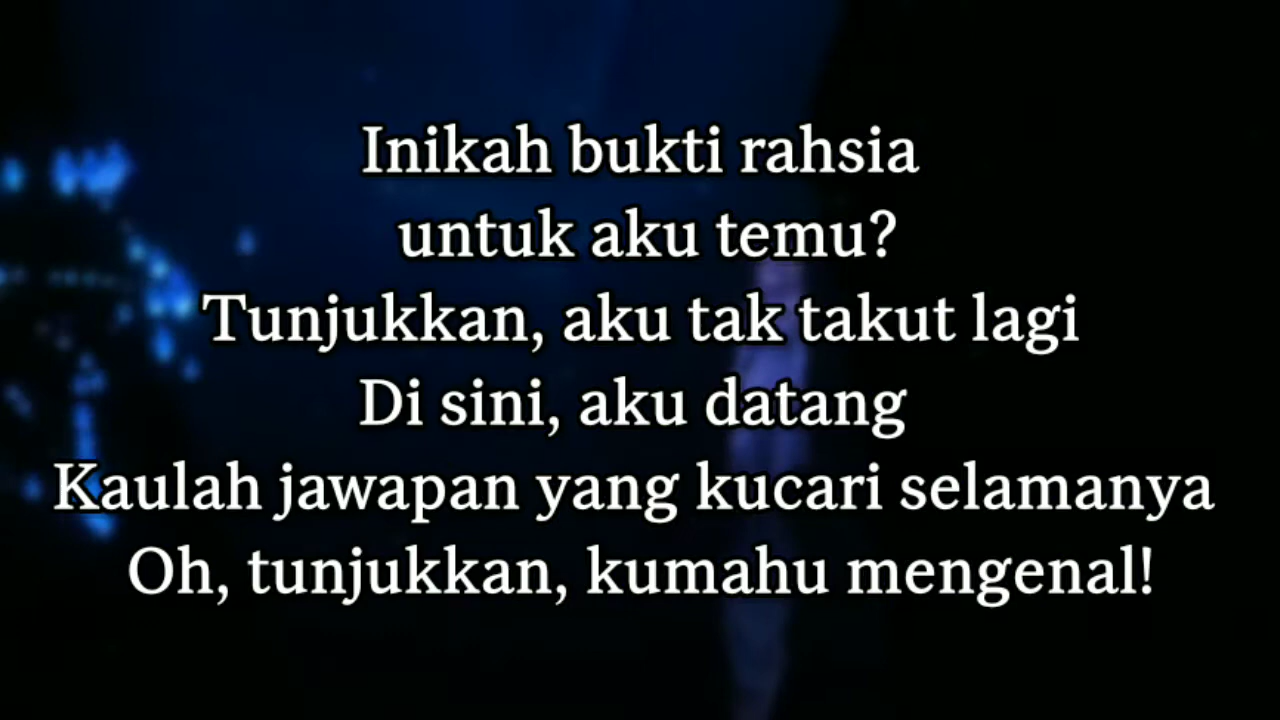 Inikah bukti rahsia
untuk aku temu?
Tunjukkan, aku tak takut lagi
Di sini, aku datang
Kaulah jawapan yang kucari selamanya
Oh, tunjukkan, kumahu mengenal!